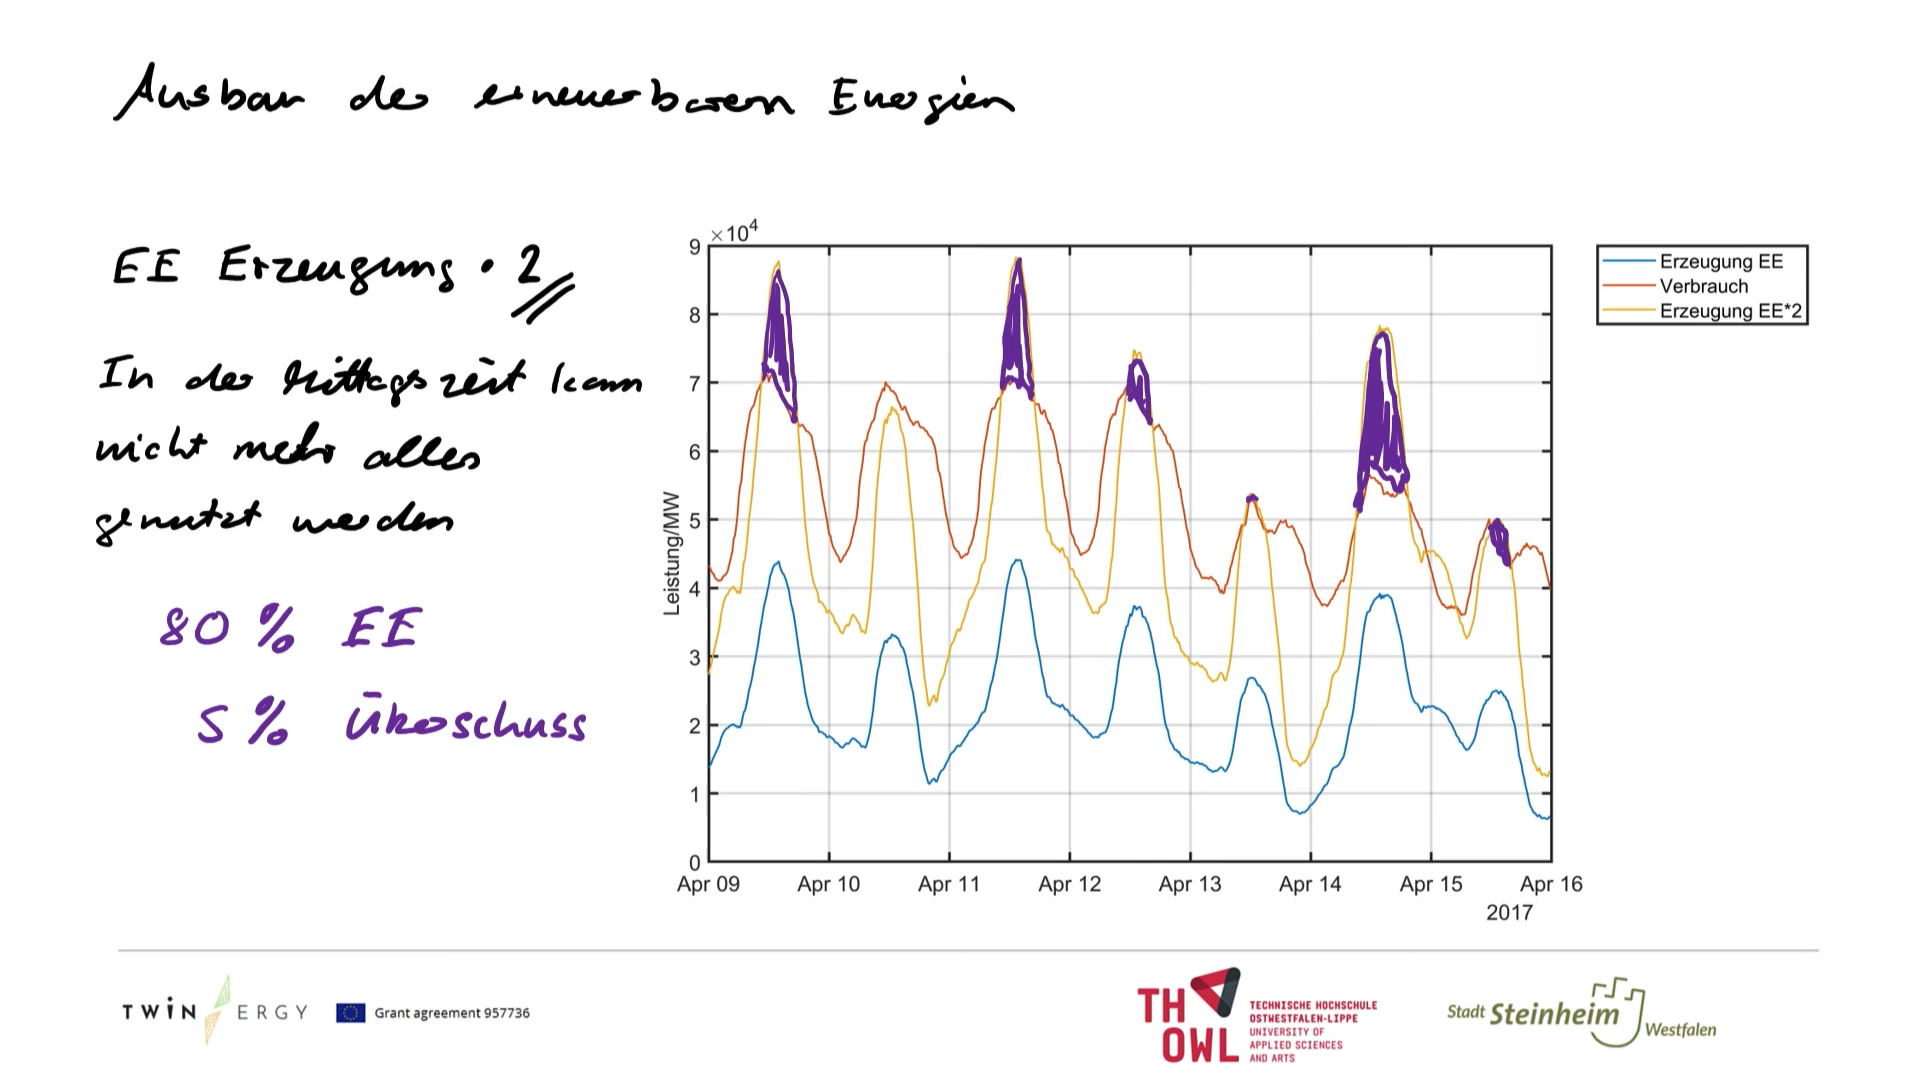 Ausbau der erneuerbaren Energien
EE Erzeugung · 2
In der Mittagszeit kann
nicht mehr alles
genutzt werden
80 % EE
5 % Überschuss
×10⁴
9
8
7
6
5
4
3
2
1
0
Leistung/MW
Apr 09 Apr 10 Apr 11 Apr 12 Apr 13 Apr 14 Apr 15 Apr 16
2017
Erzeugung EE
Verbrauch
Erzeugung EE*2
TWINERGY
Grant agreement 957736
TH
OWL
TECHNISCHE HOCHSCHULE
OSTWESTFALEN-LIPPE
UNIVERSITY OF
APPLIED SCIENCES
AND ARTS
Stadt Steinheim
Westfalen